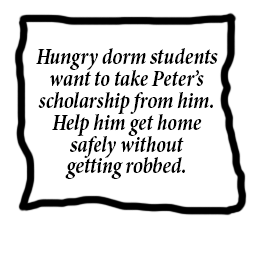 Hungry dorm students
want to take Peter's
scholarship from him.
Help him get home
safely without
getting robbed.